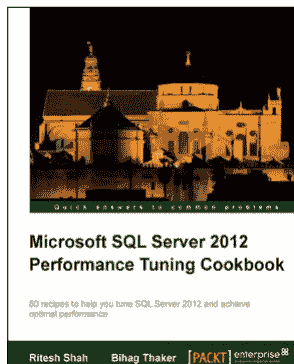 Quick answers to common problems
Microsoft SQL Server 2012
Performance Tuning Cookbook
80 recipes to help you tune SQL Server 2012 and achieve
optimal performance
Ritesh Shah Bihag Thaker [PACKT] enterprise